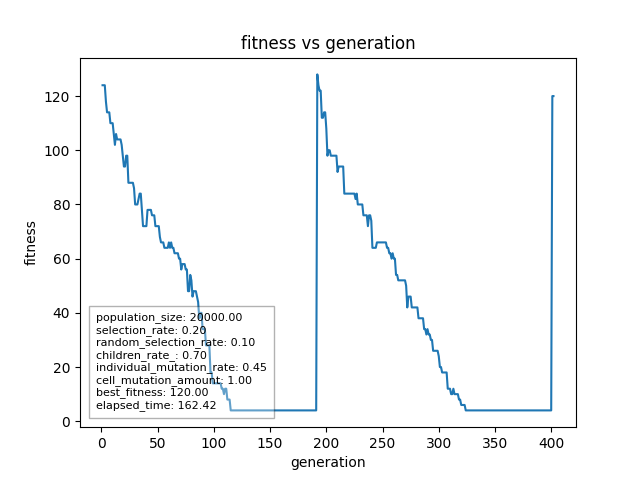 fitness vs generation
120
100
80
60
40
20
0
fitness
population_size: 20000.00
selection_rate: 0.20
random_selection_rate: 0.10
children_rate_: 0.70
individual_mutation_rate: 0.45
cell_mutation_amount: 1.00
best_fitness: 120.00
elapsed_time: 162.42
0 50 100 150 200 250 300 350 400
generation